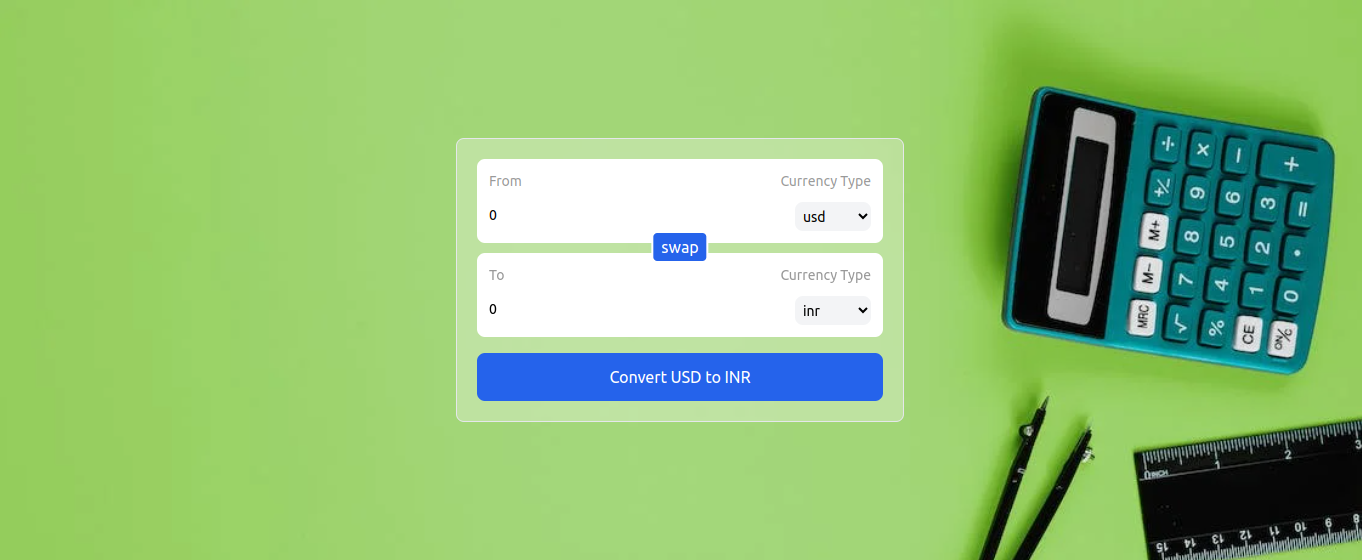 From
Currency Type
0
usd
swap
To
Currency Type
0
inr
Convert USD to INR
÷ × − +
+/- 9 6 3 =
M+ 8 5 2 •
M− 7 4 1 0
MRC √ % CE ON/C
INCH 1 2 3
15 14 13 12 11 10 9 8